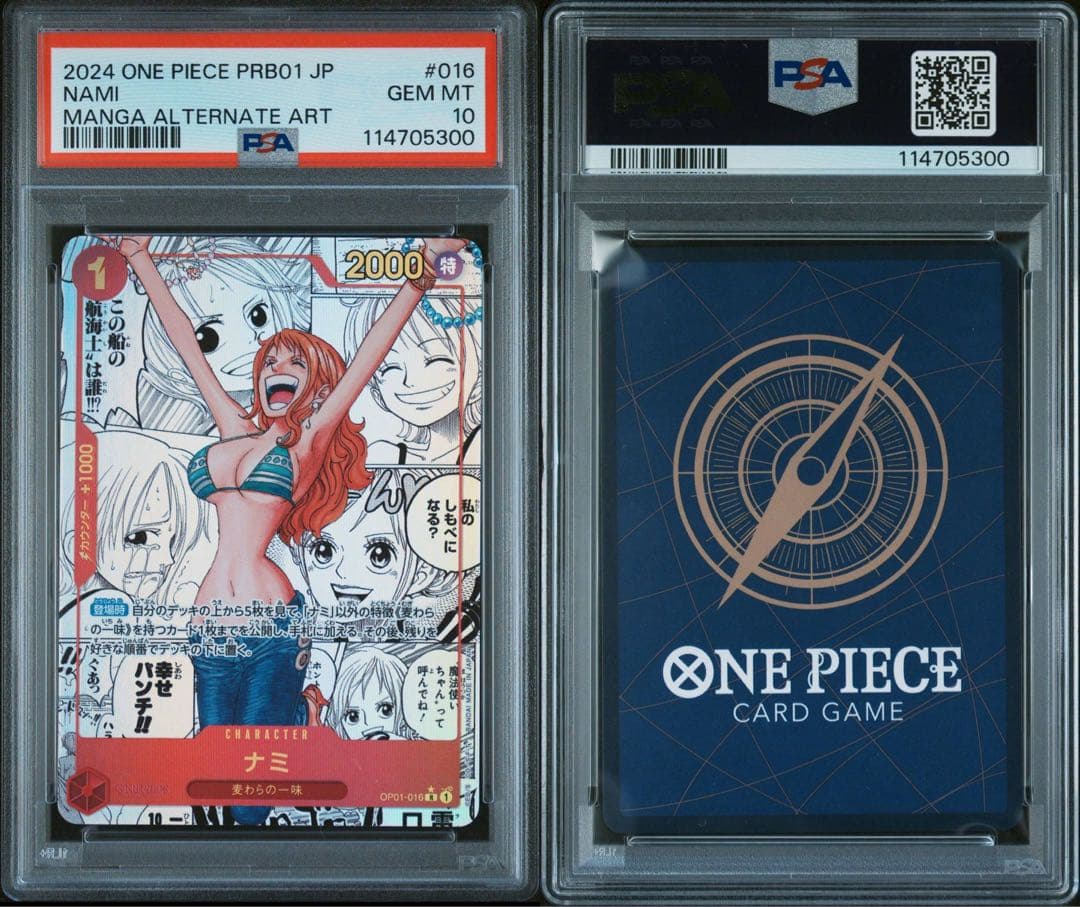 2024 ONE PIECE PRB01 JP #016
NAMI GEM MT
MANGA ALTERNATE ART 10
PSA 114705300
1
2000 特
この船の
航海士は誰!!?
カウンター+1000
私の
しもべに
なる?
登場時 自分のデッキの上から5枚を見て、「ナミ」以外の特徴《麦わら
の一味》を持つカード1枚までを公開し、手札に加える。その後、残りを
好きな順番でデッキの下に置く。
幸せ
パンチ!!
ぐあっ
魔法使い
ちゃんって
呼んでね!
CHARACTER
ナミ
麦わらの一味
OP01-016 R 1
10
PSA
PSA
114705300
ONE PIECE
CARD GAME
PSA